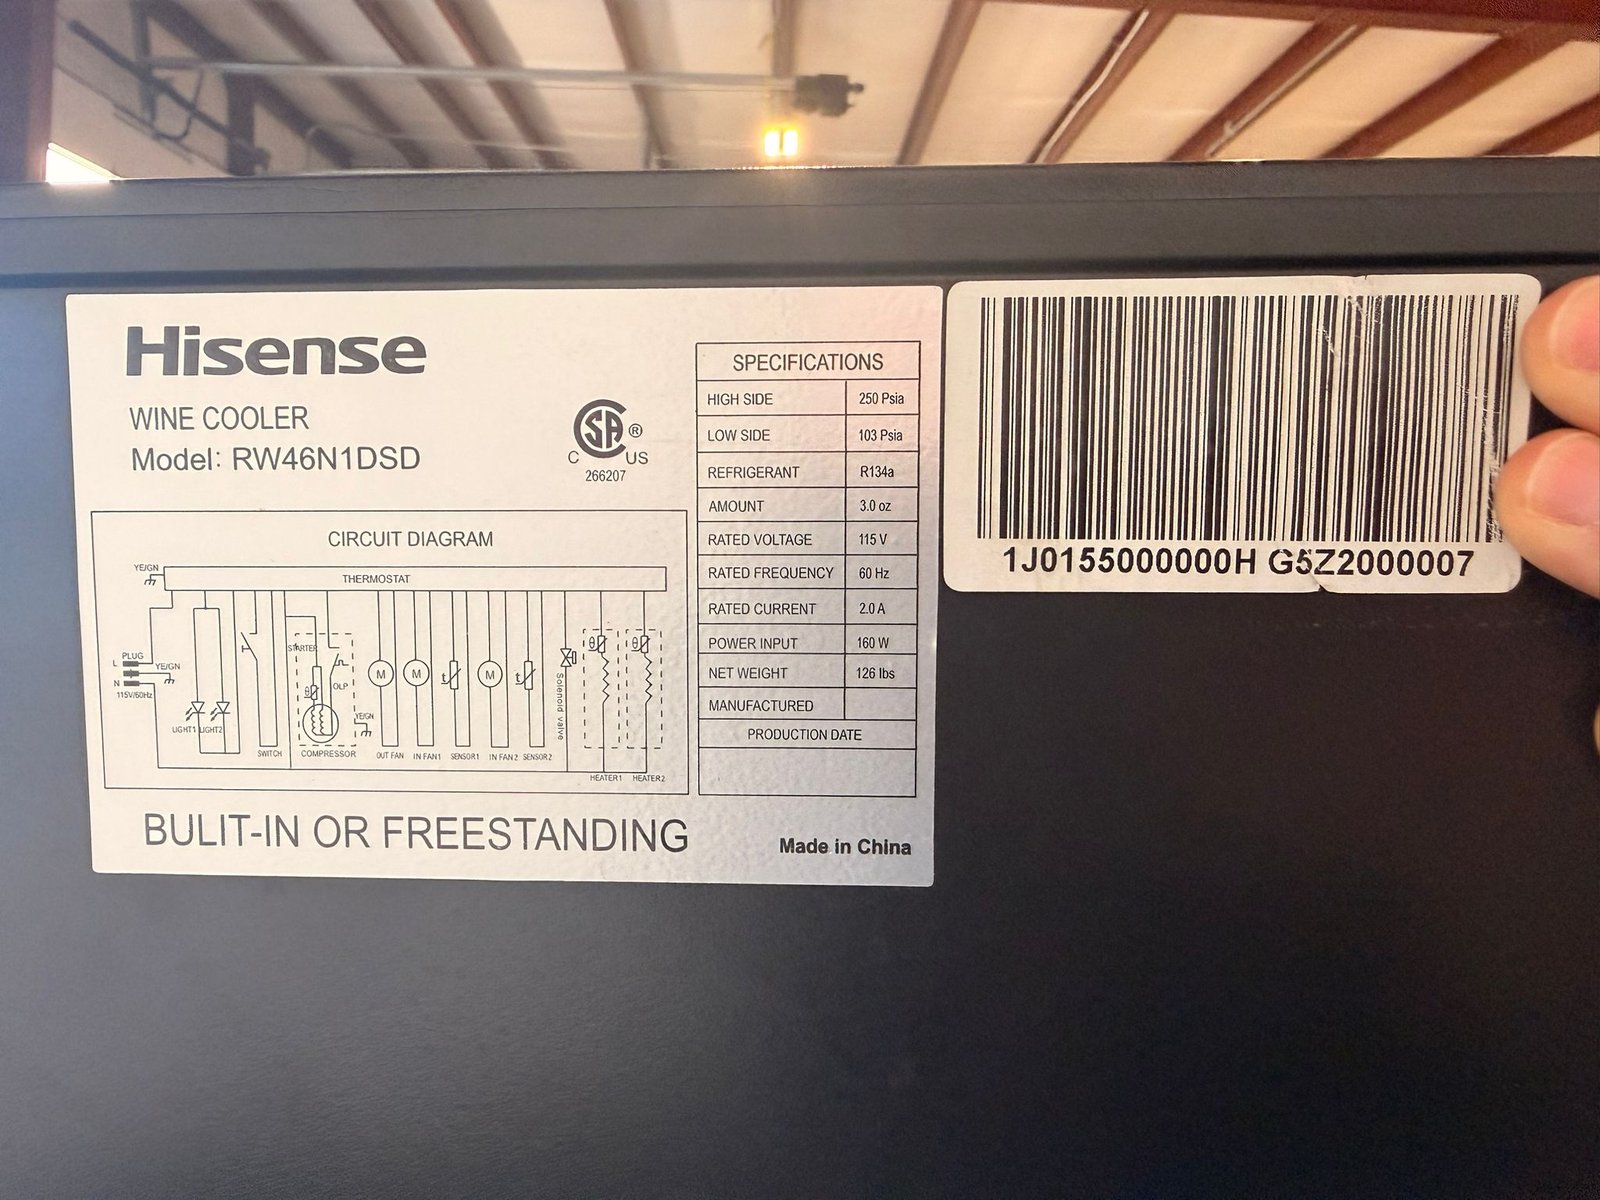 Hisense
WINE COOLER
Model: RW46N1DSD
CSA®
C US
266207
CIRCUIT DIAGRAM
YE/GN
THERMOSTAT
PLUG
L
YE/GN
N
115V/60Hz
LIGHT1
LIGHT2
SWITCH
STARTER
θ
OLP
YE/GN
COMPRESSOR
M
OUT FAN
M
IN FAN1
t
SENSOR1
M
IN FAN 2
t
SENSOR2
Solenoid valve
θ
HEATER1
θ
HEATER2
BULIT-IN OR FREESTANDING
SPECIFICATIONS
HIGH SIDE 250 Psia
LOW SIDE 103 Psia
REFRIGERANT R134a
AMOUNT 3.0 oz
RATED VOLTAGE 115 V
RATED FREQUENCY 60 Hz
RATED CURRENT 2.0 A
POWER INPUT 160 W
NET WEIGHT 126 lbs
MANUFACTURED
PRODUCTION DATE
Made in China
1J0155000000H G5Z2000007